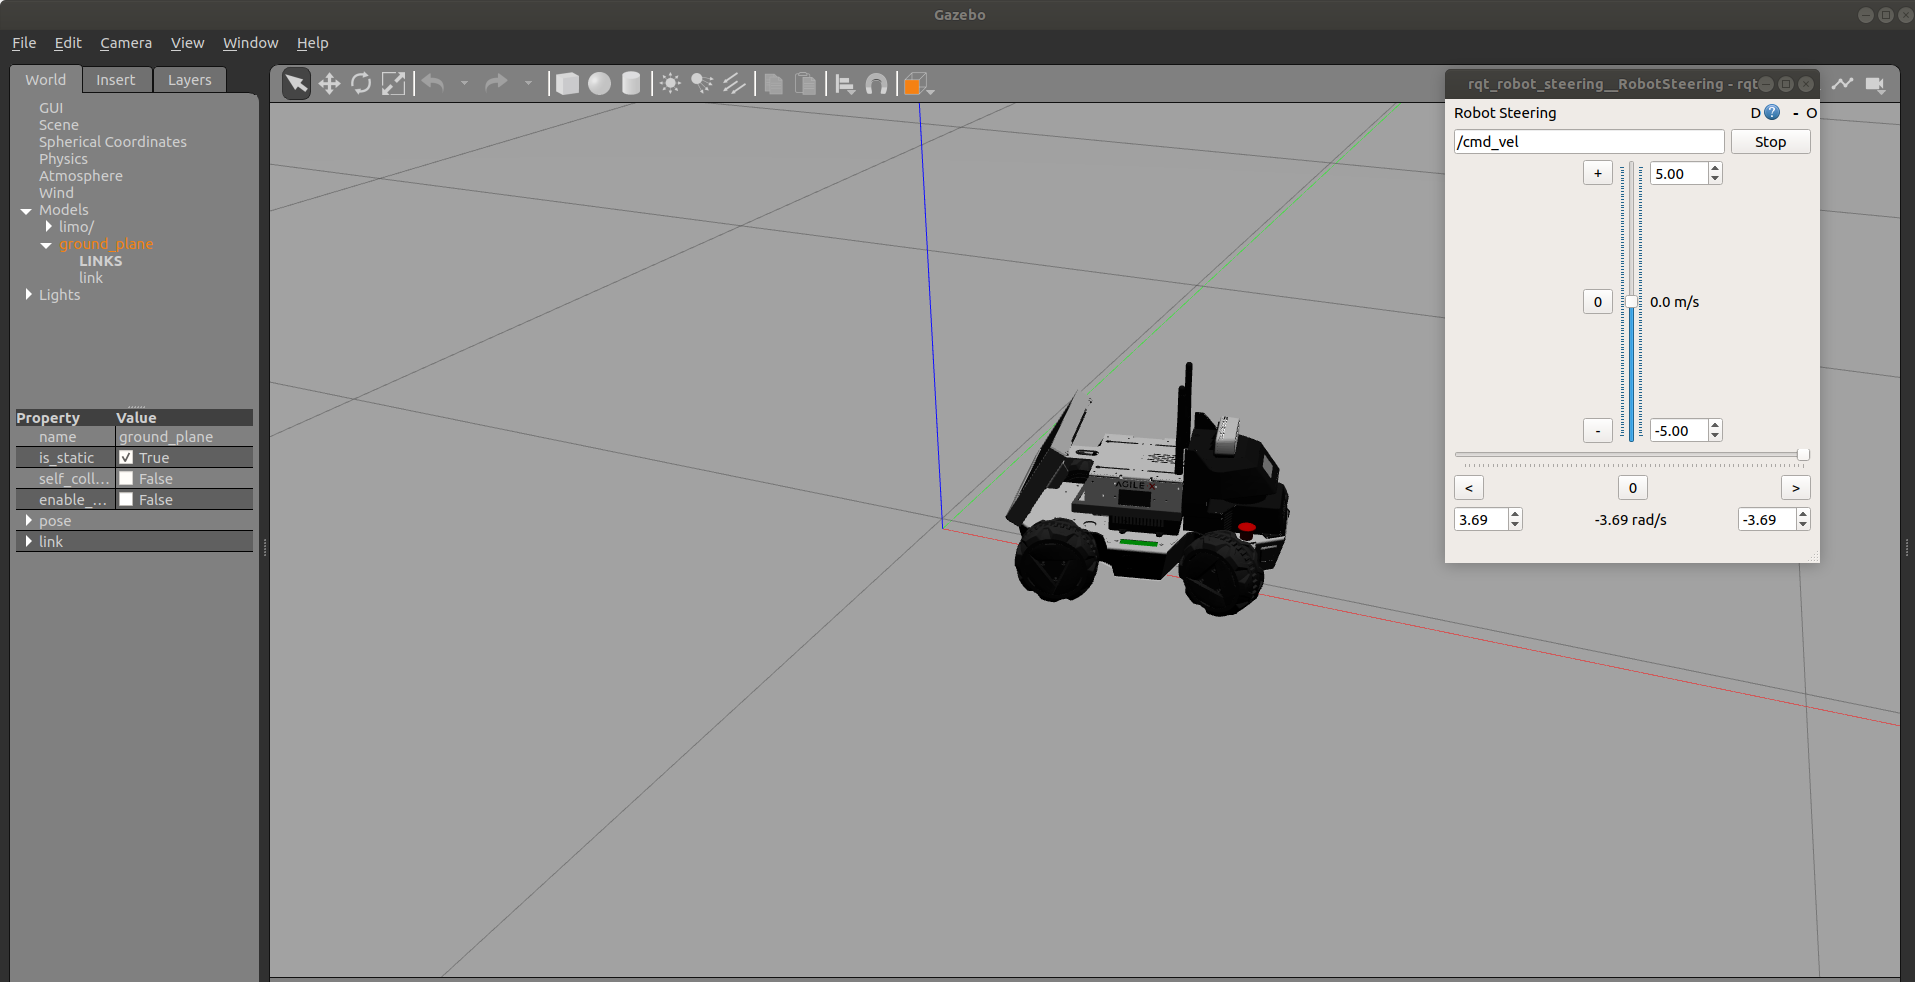 Gazebo
File Edit Camera View Window Help
World Insert Layers
GUI
Scene
Spherical Coordinates
Physics
Atmosphere
Wind
Models
limo/
ground_plane
LINKS
link
Lights
Property Value
name ground_plane
is_static True
self_coll... False
enable_... False
pose
link
AGILE X
rqt_robot_steering__RobotSteering - rqt
Robot Steering D ? - O
/cmd_vel Stop
+ 5.00
0 0.0 m/s
- -5.00
< 0 >
3.69 -3.69 rad/s -3.69